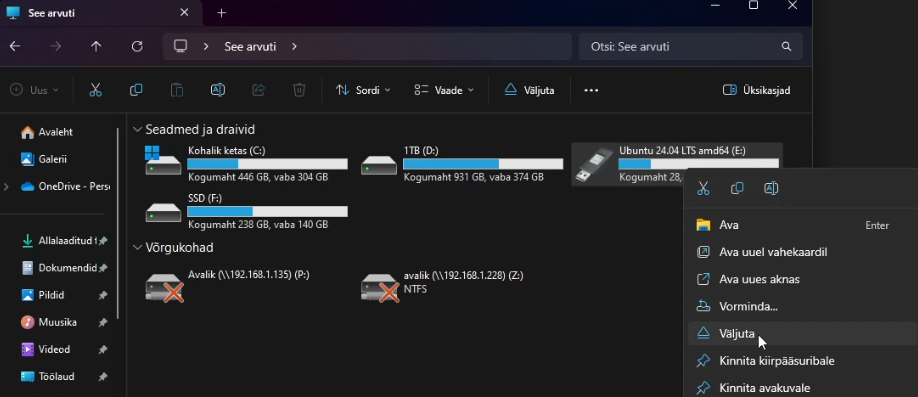 See arvuti
See arvuti
Otsi: See arvuti
Uus
Sordi
Vaade
Väljuta
Üksikasjad
Avaleht
Galerii
OneDrive - Pers
Allalaaditud f
Dokumendid
Pildid
Muusika
Videod
Töölaud
Seadmed ja draivid
Kohalik ketas (C:)
Kogumaht 446 GB, vaba 304 GB
1TB (D:)
Kogumaht 931 GB, vaba 374 GB
Ubuntu 24.04 LTS amd64 (E:)
Kogumaht 28,
SSD (F:)
Kogumaht 238 GB, vaba 140 GB
Võrgukohad
Avalik (\\192.168.1.135) (P:)
avalik (\\192.168.1.228) (Z:)
NTFS
Ava Enter
Ava uuel vahekaardil
Ava uues aknas
Vorminda...
Väljuta
Kinnita kiirpääsuribale
Kinnita avakuvale